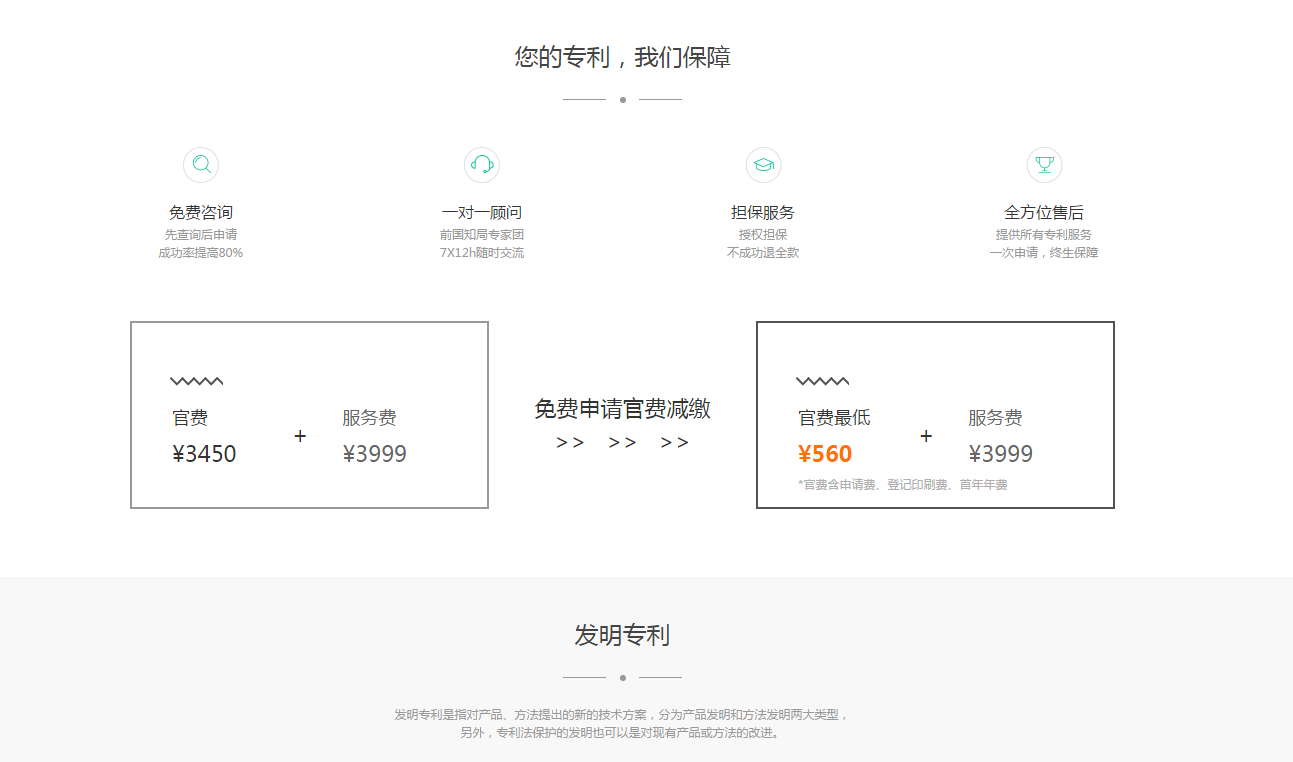 您的专利，我们保障
免费咨询
先查询后申请
成功率提高80%
一对一顾问
前国知局专家团
7X12h随时交流
担保服务
授权担保
不成功退全款
全方位售后
提供所有专利服务
一次申请，终生保障
官费
¥3450
+
服务费
¥3999
免费申请官费减缴
>> >> >>
官费最低
¥560
+
服务费
¥3999
*官费含申请费、登记印刷费、首年年费
发明专利
发明专利是指对产品、方法提出的新的技术方案，分为产品发明和方法发明两大类型，
另外，专利法保护的发明也可以是对现有产品或方法的改进。